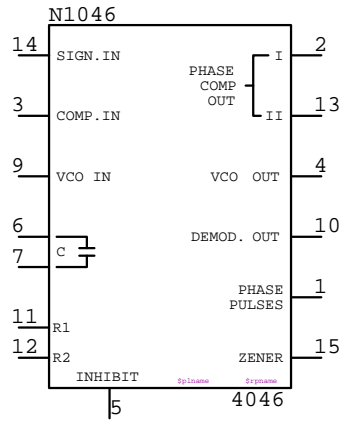 N1046
14 SIGN.IN I 2
PHASE
COMP
OUT
3 COMP.IN II 13
9 VCO IN VCO OUT 4
6 DEMOD. OUT 10
C
7
PHASE
PULSES 1
11 R1
12 R2 ZENER 15
INHIBIT $plname $rpname
5 4046